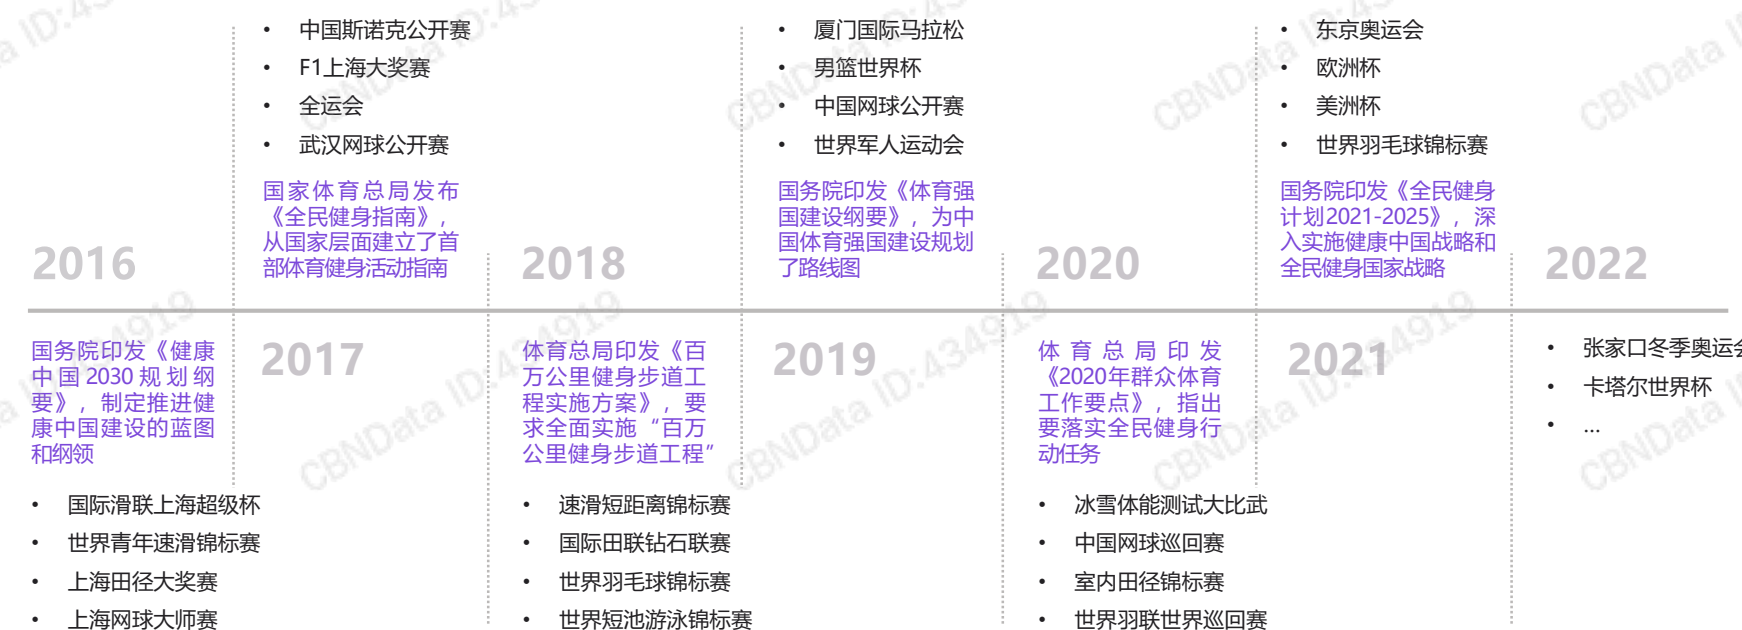 2016
国务院印发《健康
中国2030规划纲
要》，制定推进健
康中国建设的蓝图
和纲领
• 国际滑联上海超级杯
• 世界青年速滑锦标赛
• 上海田径大奖赛
• 上海网球大师赛
• 中国斯诺克公开赛
• F1上海大奖赛
• 全运会
• 武汉网球公开赛
国家体育总局发布
《全民健身指南》，
从国家层面建立了首
部体育健身活动指南
2017
2018
体育总局印发《百
万公里健身步道工
程实施方案》，要
求全面实施“百万
公里健身步道工程”
• 速滑短距离锦标赛
• 国际田联钻石联赛
• 世界羽毛球锦标赛
• 世界短池游泳锦标赛
• 厦门国际马拉松
• 男篮世界杯
• 中国网球公开赛
• 世界军人运动会
国务院印发《体育强
国建设纲要》，为中
国体育强国建设规划
了路线图
2019
2020
体育总局印发
《2020年群众体育
工作要点》，指出
要落实全民健身行
动任务
• 冰雪体能测试大比武
• 中国网球巡回赛
• 室内田径锦标赛
• 世界羽联世界巡回赛
• 东京奥运会
• 欧洲杯
• 美洲杯
• 世界羽毛球锦标赛
国务院印发《全民健身
计划2021-2025》，深
入实施健康中国战略和
全民健身国家战略
2021
2022
• 张家口冬季奥运会
• 卡塔尔世界杯
• ...
CBNData ID:434919